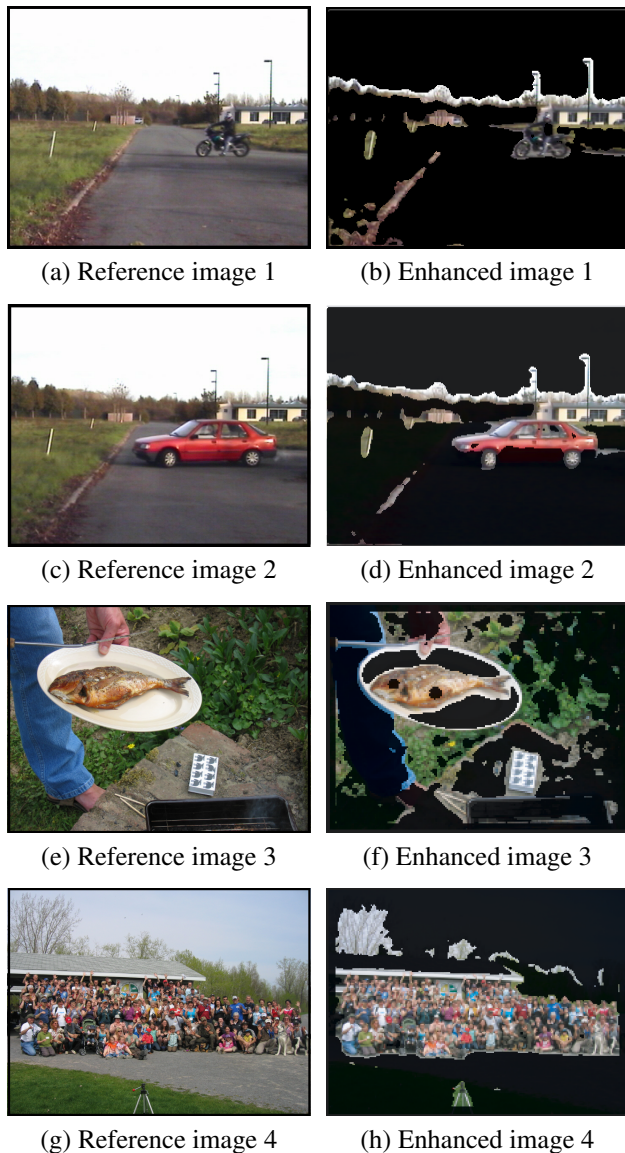 (a) Reference image 1
(b) Enhanced image 1
(c) Reference image 2
(d) Enhanced image 2
(e) Reference image 3
(f) Enhanced image 3
(g) Reference image 4
(h) Enhanced image 4